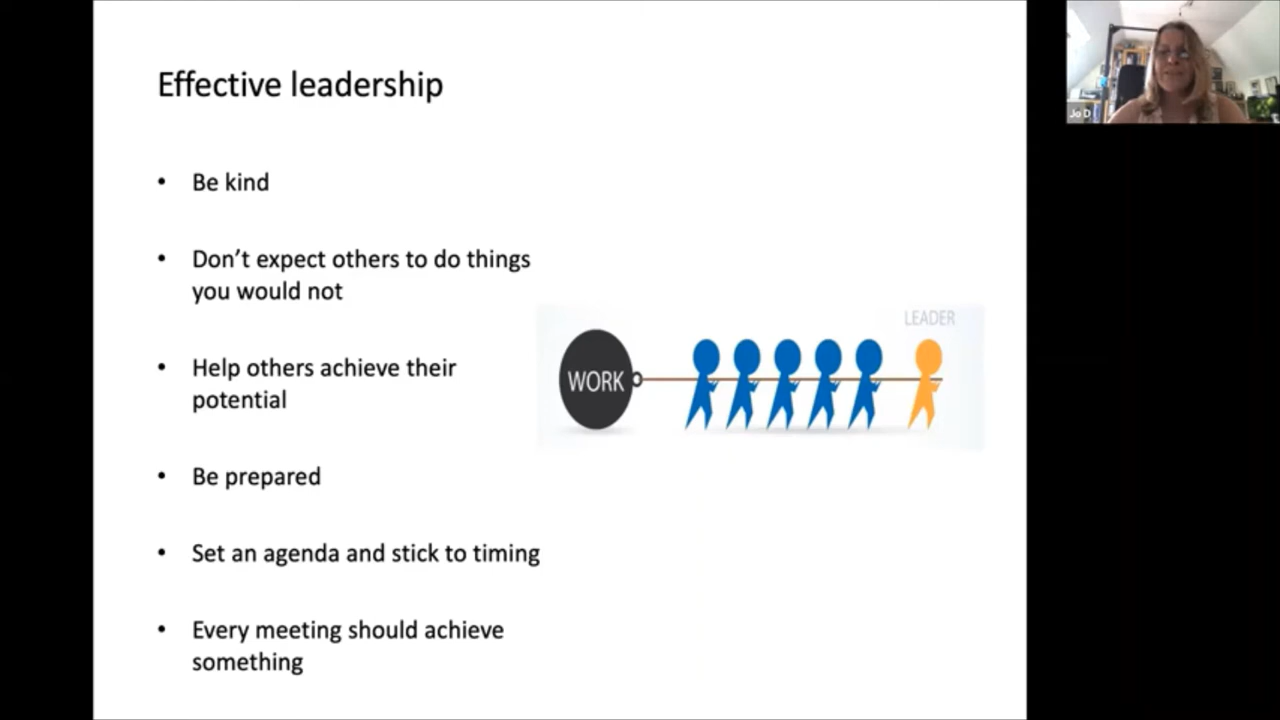 Effective leadership
• Be kind
• Don’t expect others to do things
you would not
• Help others achieve their
potential
• Be prepared
• Set an agenda and stick to timing
• Every meeting should achieve
something
LEADER
WORK
Jo D